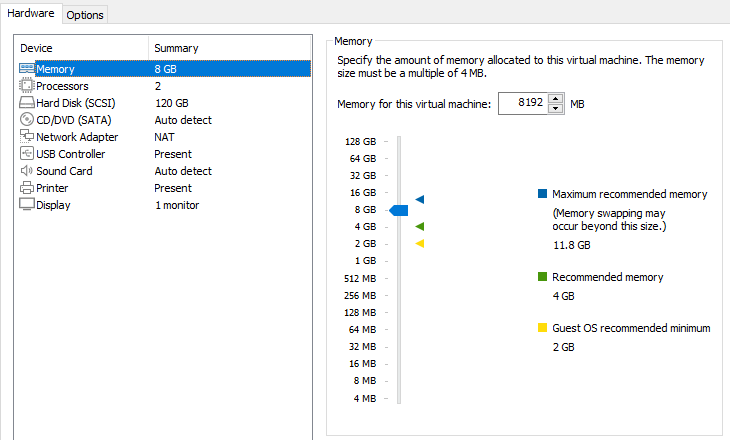 Hardware
Options
Device Summary
Memory 8 GB
Processors 2
Hard Disk (SCSI) 120 GB
CD/DVD (SATA) Auto detect
Network Adapter NAT
USB Controller Present
Sound Card Auto detect
Printer Present
Display 1 monitor
Memory
Specify the amount of memory allocated to this virtual machine. The memory
size must be a multiple of 4 MB.
Memory for this virtual machine: 8192 MB
128 GB
64 GB
32 GB
16 GB
8 GB
4 GB
2 GB
1 GB
512 MB
256 MB
128 MB
64 MB
32 MB
16 MB
8 MB
4 MB
Maximum recommended memory
(Memory swapping may
occur beyond this size.)
11.8 GB
Recommended memory
4 GB
Guest OS recommended minimum
2 GB